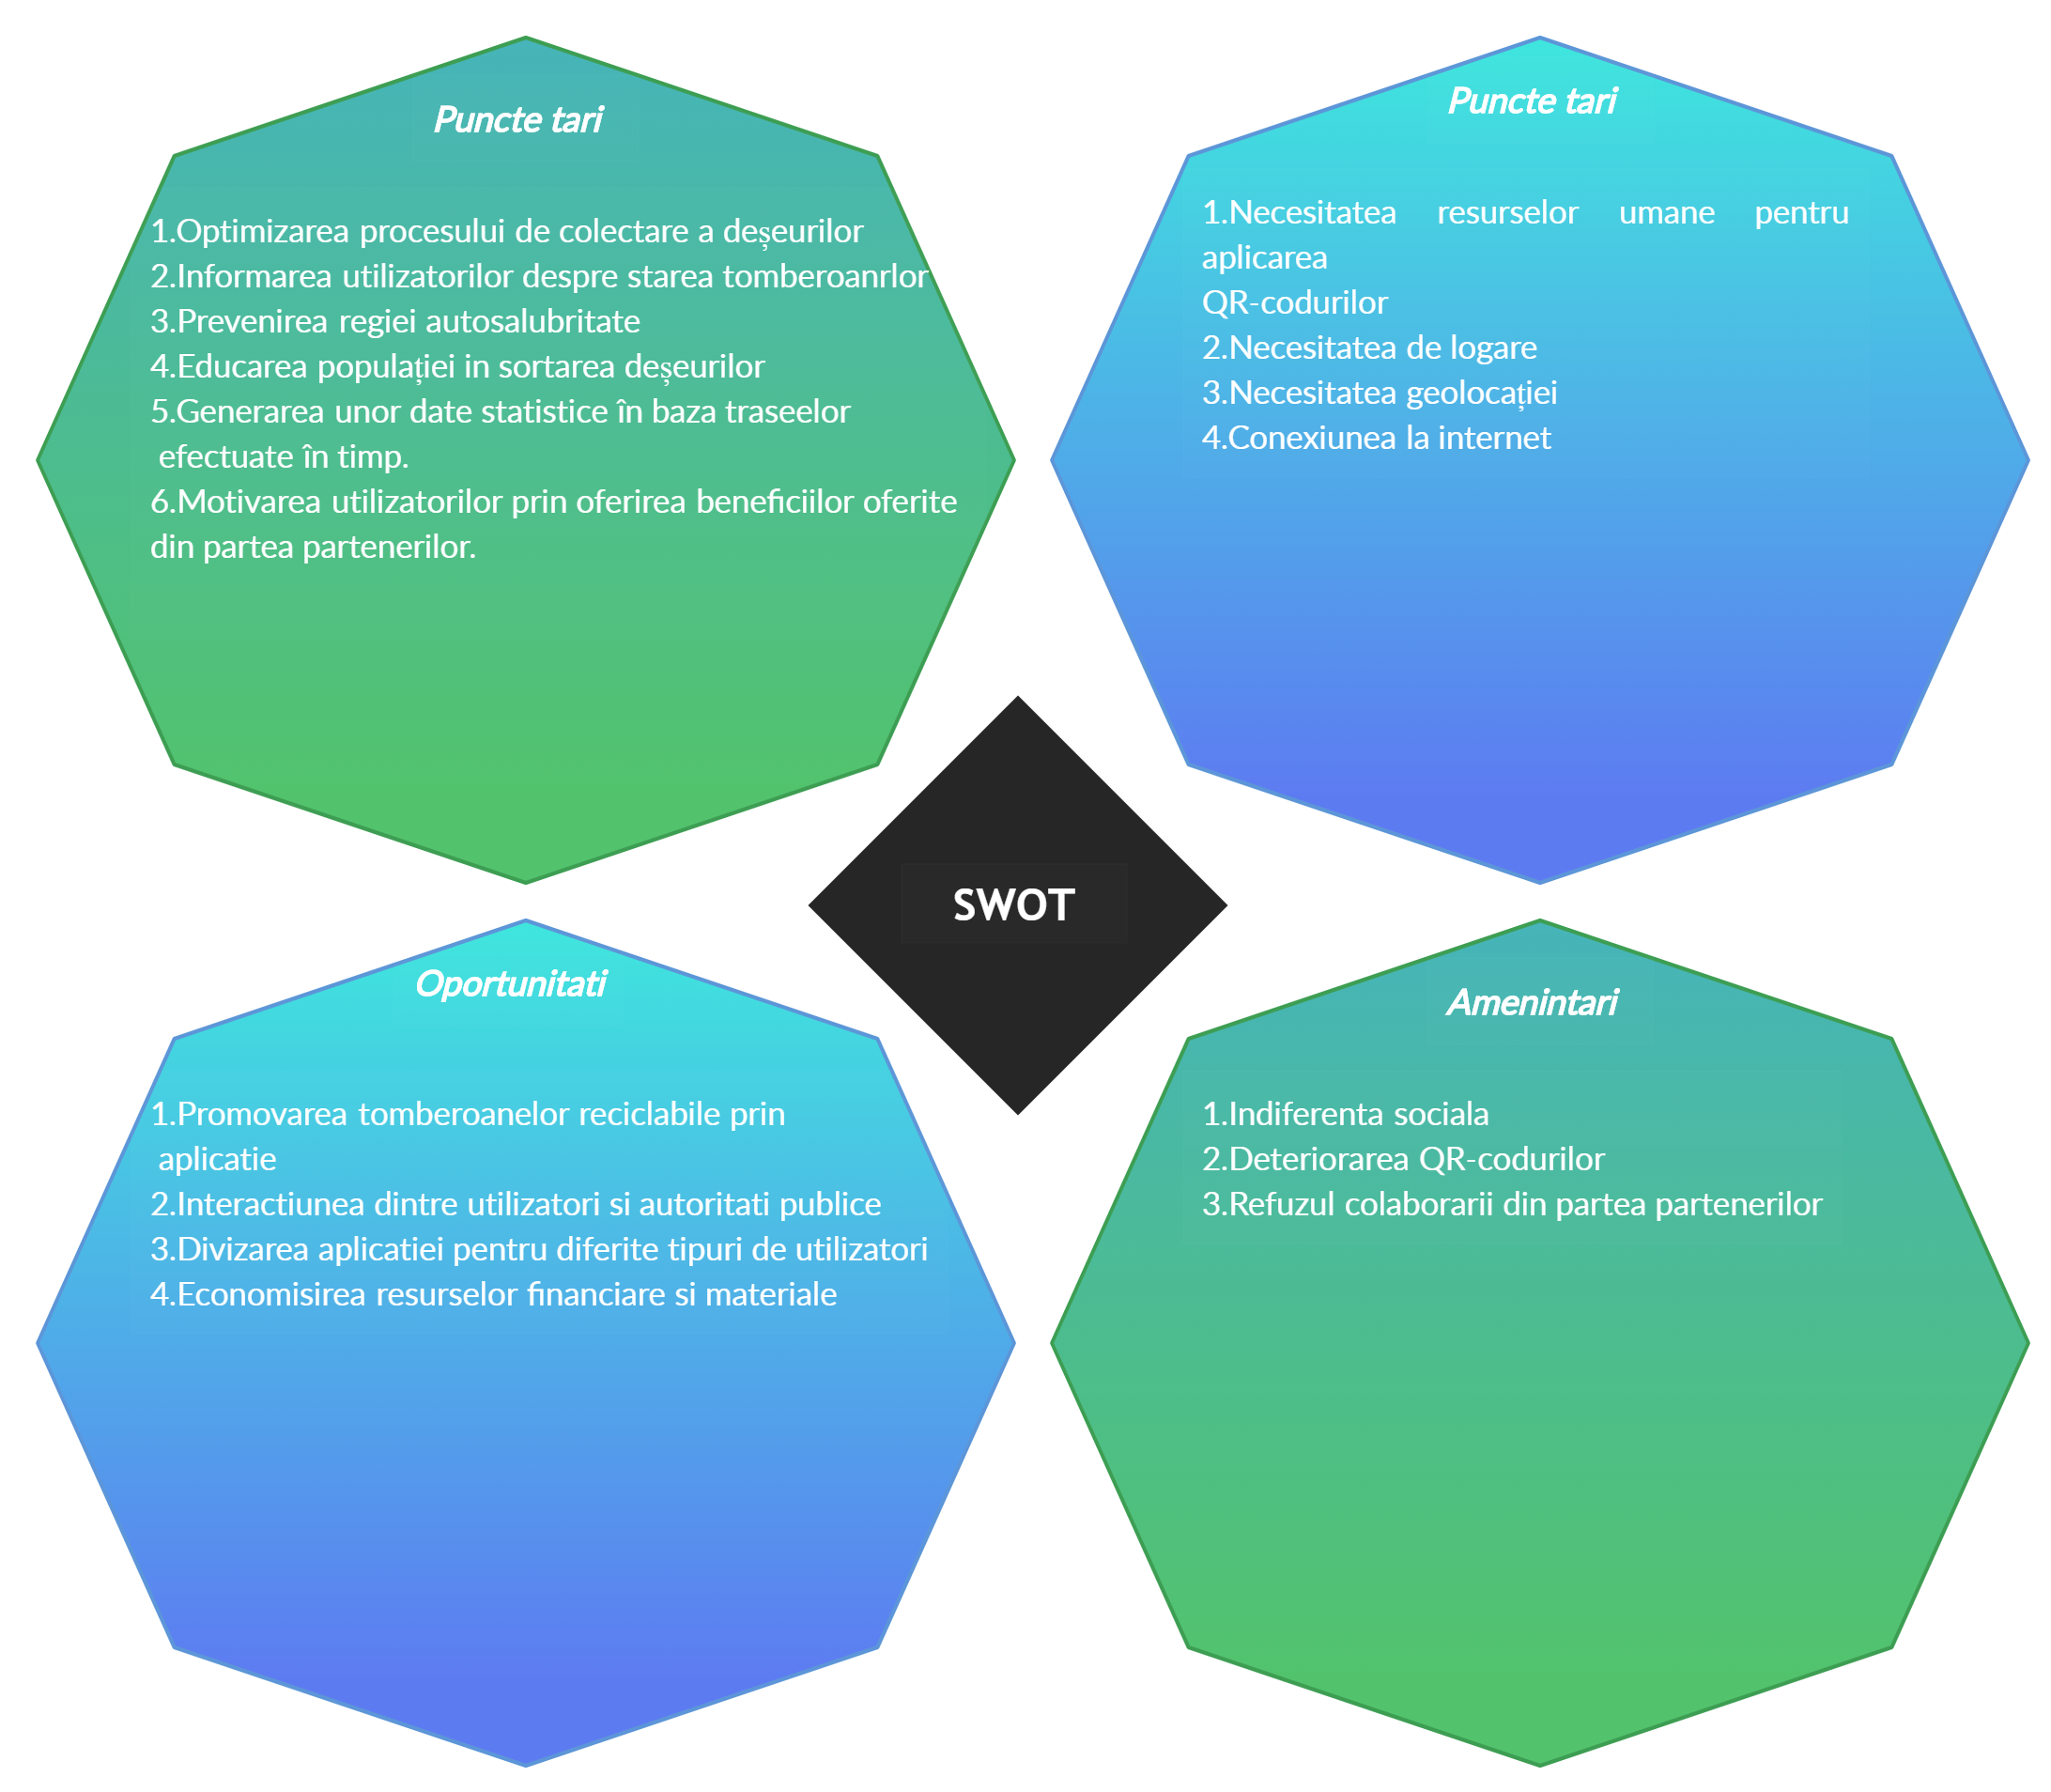 Puncte tari
1.Optimizarea procesului de colectare a deșeurilor
2.Informarea utilizatorilor despre starea tomberoanrlor
3.Prevenirea regiei autosalubritate
4.Educarea populației in sortarea deșeurilor
5.Generarea unor date statistice în baza traseelor
efectuate în timp.
6.Motivarea utilizatorilor prin oferirea beneficiilor oferite
din partea partenerilor.
Puncte tari
1.Necesitatea resurselor umane pentru
aplicarea
QR-codurilor
2.Necesitatea de logare
3.Necesitatea geolocației
4.Conexiunea la internet
SWOT
Oportunitati
1.Promovarea tomberoanelor reciclabile prin
aplicatie
2.Interactiunea dintre utilizatori si autoritati publice
3.Divizarea aplicatiei pentru diferite tipuri de utilizatori
4.Economisirea resurselor financiare si materiale
Amenintari
1.Indiferenta sociala
2.Deteriorarea QR-codurilor
3.Refuzul colaborarii din partea partenerilor